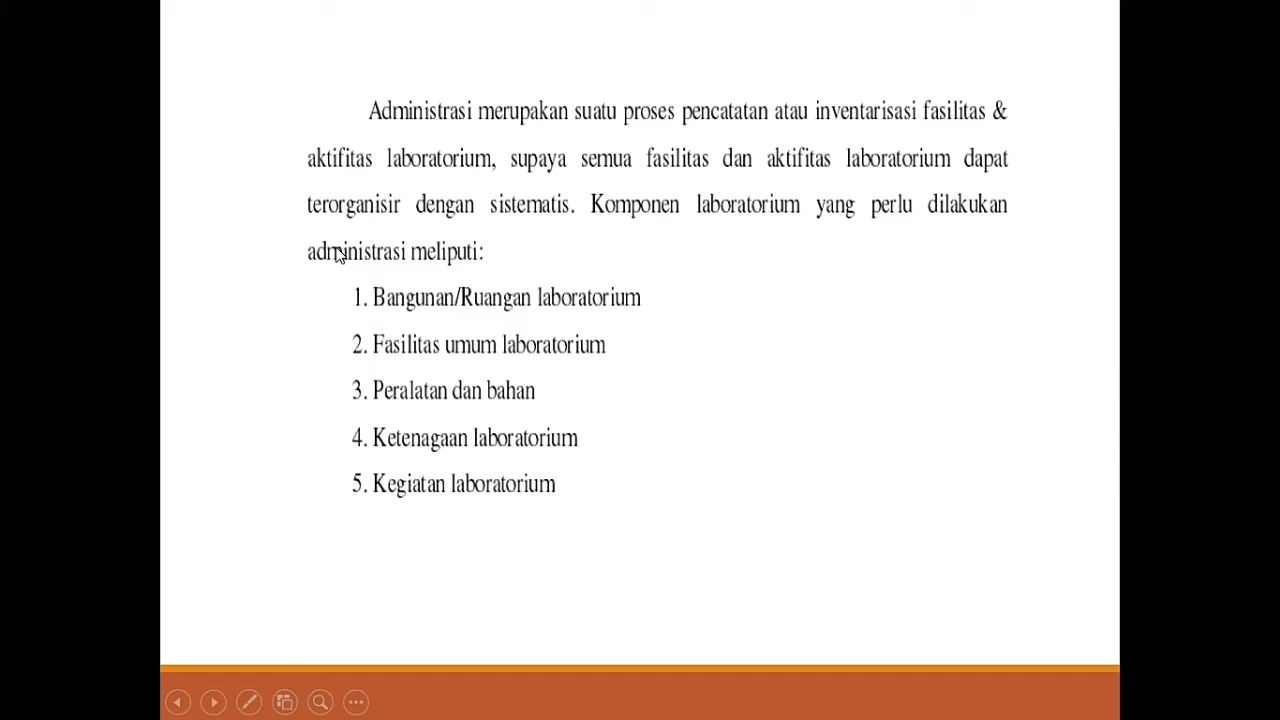 Administrasi merupakan suatu proses pencatatan atau inventarisasi fasilitas &
aktifitas laboratorium, supaya semua fasilitas dan aktifitas laboratorium dapat
terorganisir dengan sistematis. Komponen laboratorium yang perlu dilakukan
administrasi meliputi:
1. Bangunan/Ruangan laboratorium
2. Fasilitas umum laboratorium
3. Peralatan dan bahan
4. Ketenagaan laboratorium
5. Kegiatan laboratorium